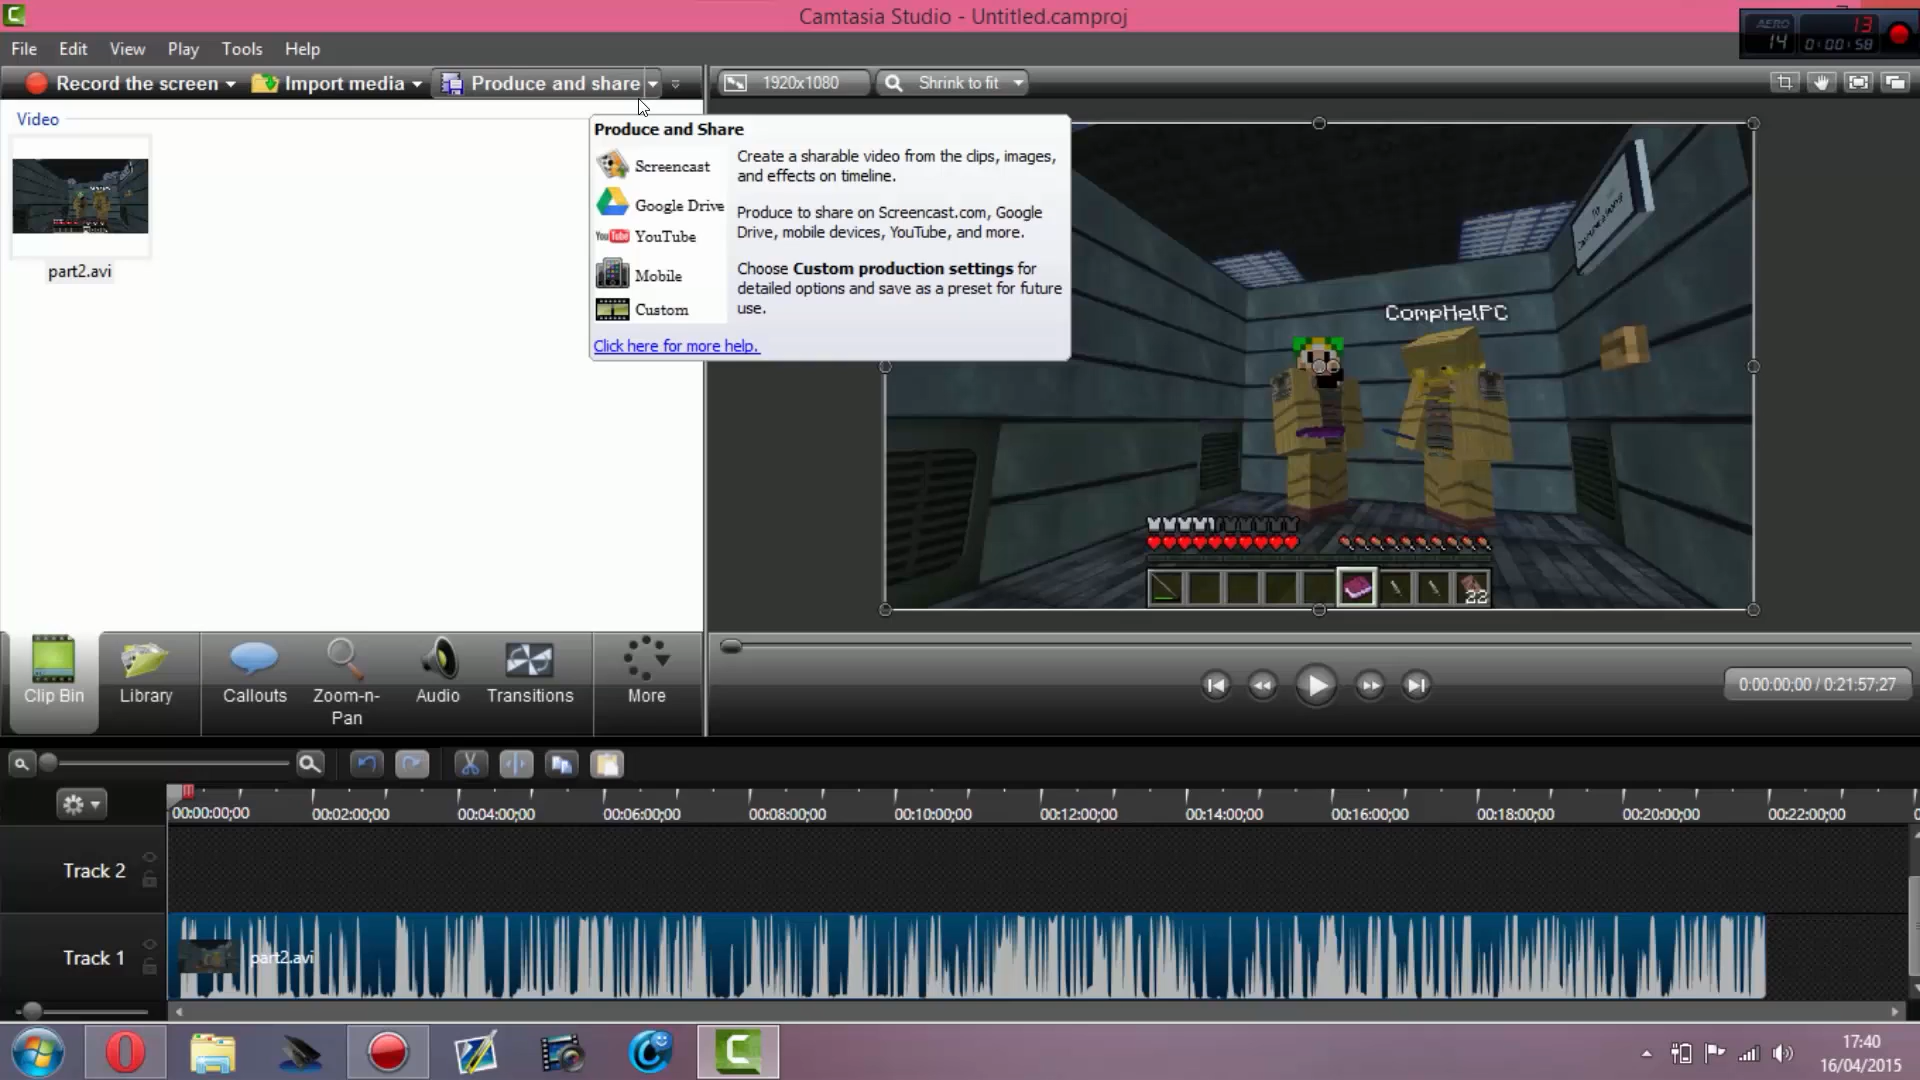 Camtasia Studio - Untitled.camproj
AERO
14
13
0:00:58
File Edit View Play Tools Help
Record the screen Import media Produce and share
1920x1080 Shrink to fit
Video
part2.avi
Produce and Share
Screencast
Google Drive
YouTube
Mobile
Custom
Create a sharable video from the clips, images,
and effects on timeline.
Produce to share on Screencast.com, Google
Drive, mobile devices, YouTube, and more.
Choose Custom production settings for
detailed options and save as a preset for future
use.
Click here for more help.
CompHelPC
22
Clip Bin
Library
Callouts
Zoom-n-
Pan
Audio
Transitions
More
0:00:00;00 / 0:21:57;27
00:00:00;00 00:02:00;00 00:04:00;00 00:06:00;00 00:08:00;00 00:10:00;00 00:12:00;00 00:14:00;00 00:16:00;00 00:18:00;00 00:20:00;00 00:22:00;00
Track 2
Track 1
part2.avi
17:40
16/04/2015